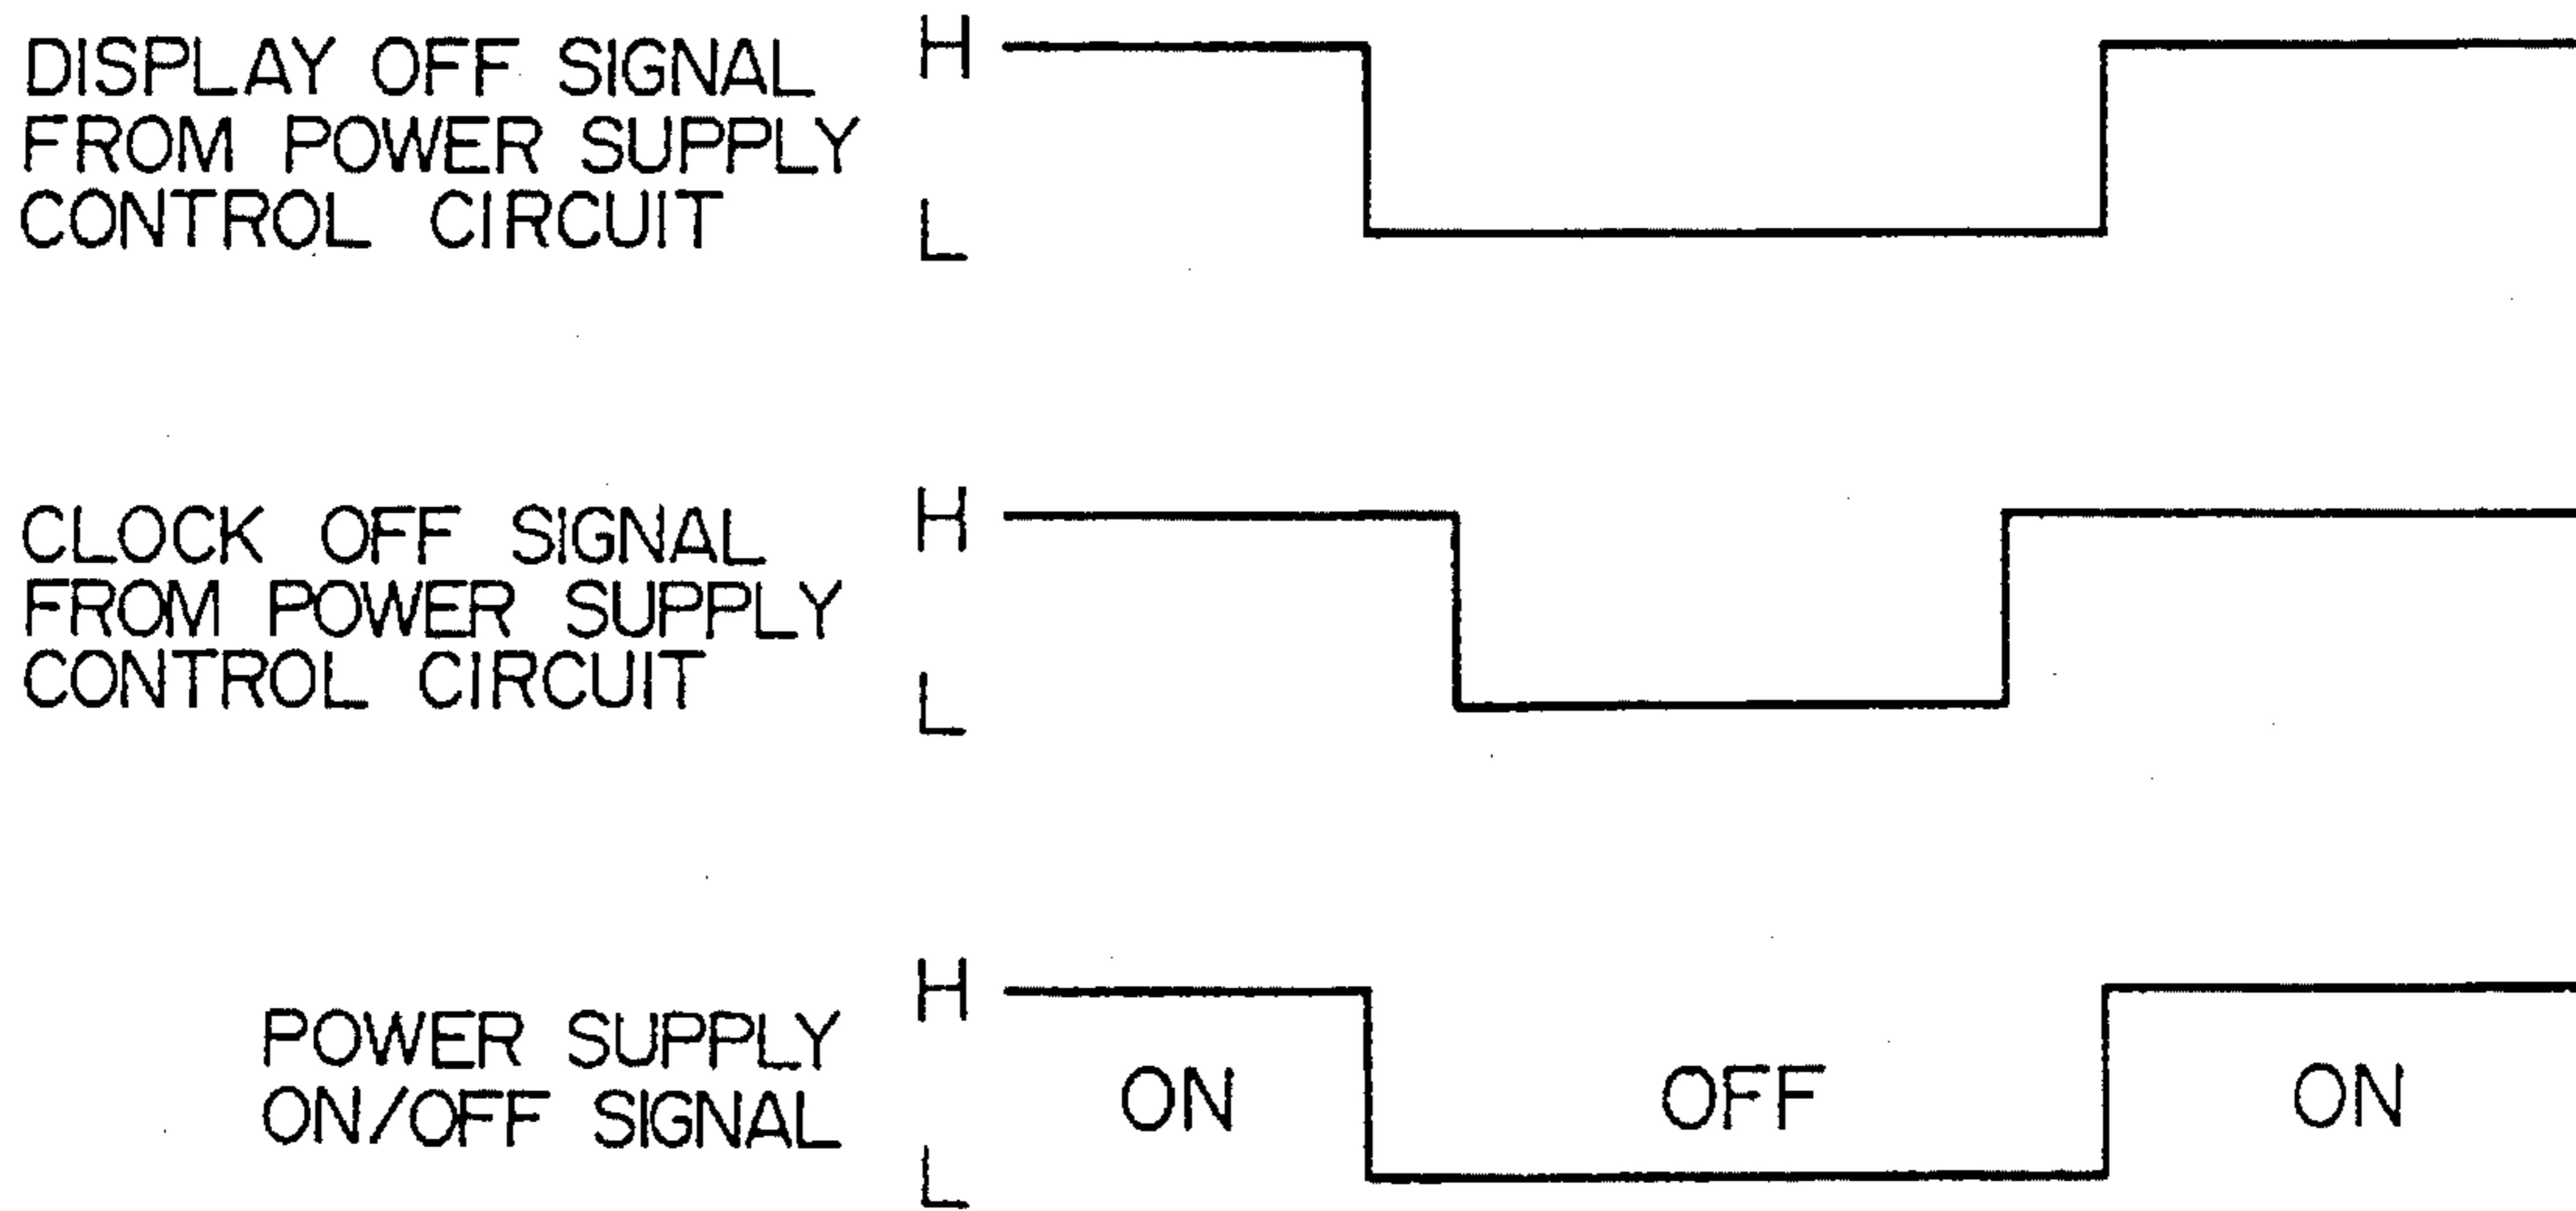 DISPLAY OFF SIGNAL
FROM POWER SUPPLY
CONTROL CIRCUIT
H
L
CLOCK OFF SIGNAL
FROM POWER SUPPLY
CONTROL CIRCUIT
H
L
POWER SUPPLY
ON/OFF SIGNAL
H
L
ON
OFF
ON